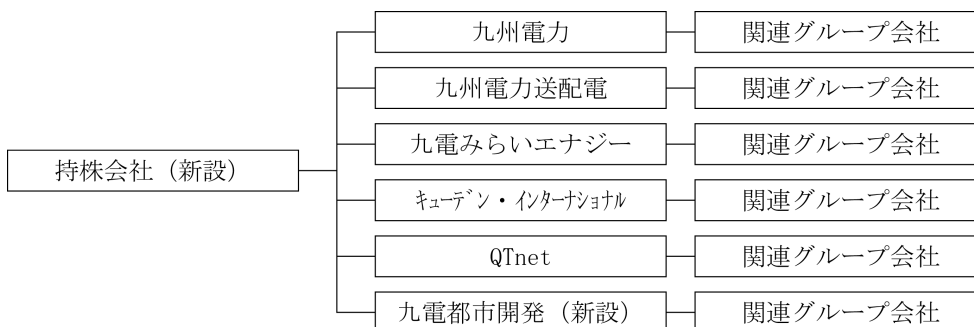 九州電力
関連グループ会社
九州電力送配電
関連グループ会社
九電みらいエナジー
関連グループ会社
持株会社（新設）
ｷｭｰﾃﾞﾝ・ｲﾝﾀｰﾅｼｮﾅﾙ
関連グループ会社
QTnet
関連グループ会社
九電都市開発（新設）
関連グループ会社